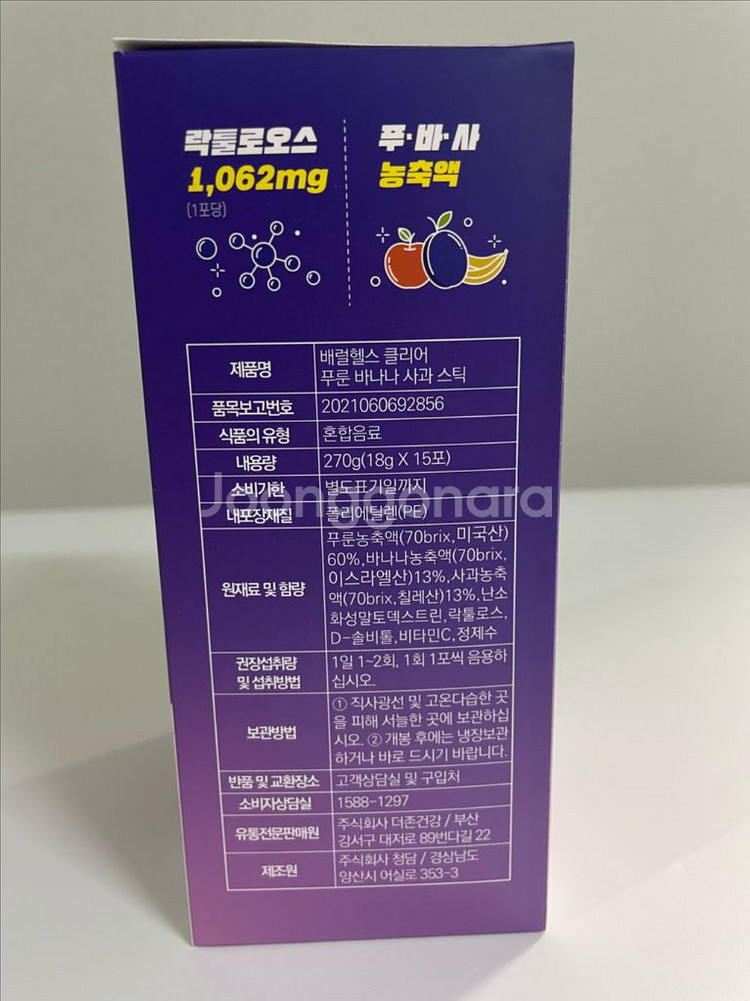 락툴로오스
1,062mg
(1포당)
푸·바·사
농축액
제품명
배럴헬스 클리어
푸룬 바나나 사과 스틱
품목보고번호
2021060692856
식품의 유형
혼합음료
내용량
270g(18g X 15포)
소비기한
별도표기일까지
내포장재질
폴리에틸렌(PE)
원재료 및 함량
푸룬농축액(70brix,미국산)
60%,바나나농축액(70brix,
이스라엘산)13%,사과농축
액(70brix,칠레산)13%,난소
화성말토덱스트린,락툴로스,
D-솔비톨,비타민C,정제수
권장섭취량
및 섭취방법
1일 1~2회, 1회 1포씩 음용하
십시오.
보관방법
① 직사광선 및 고온다습한 곳
을 피해 서늘한 곳에 보관하십
시오. ② 개봉 후에는 냉장보관
하거나 바로 드시기 바랍니다.
반품 및 교환장소
고객상담실 및 구입처
소비자상담실
1588-1297
유통전문판매원
주식회사 더존건강 / 부산
강서구 대저로 89번다길 22
제조원
주식회사 청담 / 경상남도
양산시 어실로 353-3
Joonggonara